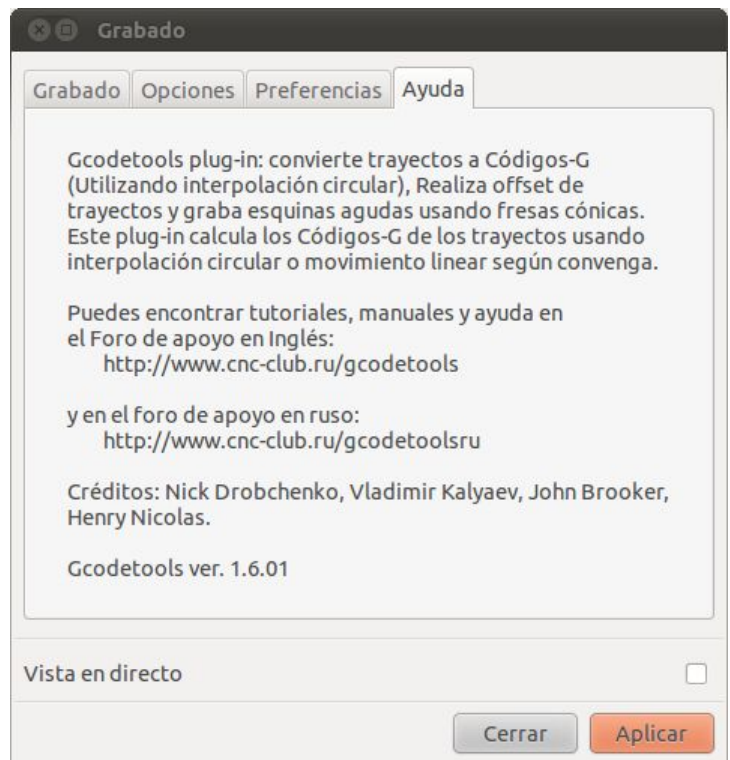 Grabado
Grabado Opciones Preferencias Ayuda
Gcodetools plug-in: convierte trayectos a Códigos-G
(Utilizando interpolación circular), Realiza offset de
trayectos y graba esquinas agudas usando fresas cónicas.
Este plug-in calcula los Códigos-G de los trayectos usando
interpolación circular o movimiento linear según convenga.
Puedes encontrar tutoriales, manuales y ayuda en
el Foro de apoyo en Inglés:
http://www.cnc-club.ru/gcodetools
y en el foro de apoyo en ruso:
http://www.cnc-club.ru/gcodetoolsru
Créditos: Nick Drobchenko, Vladimir Kalyaev, John Brooker,
Henry Nicolas.
Gcodetools ver. 1.6.01
Vista en directo
Cerrar Aplicar